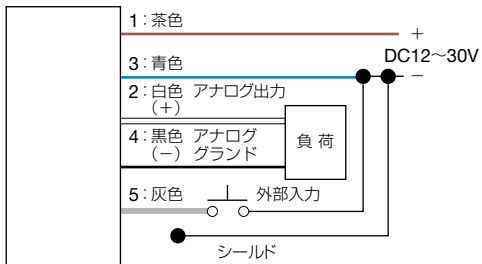 1：茶色
＋
DC12～30V
3：青色
－
2：白色 アナログ出力
（＋）
4：黒色 アナログ
（－） グランド
負 荷
5：灰色
外部入力
シールド